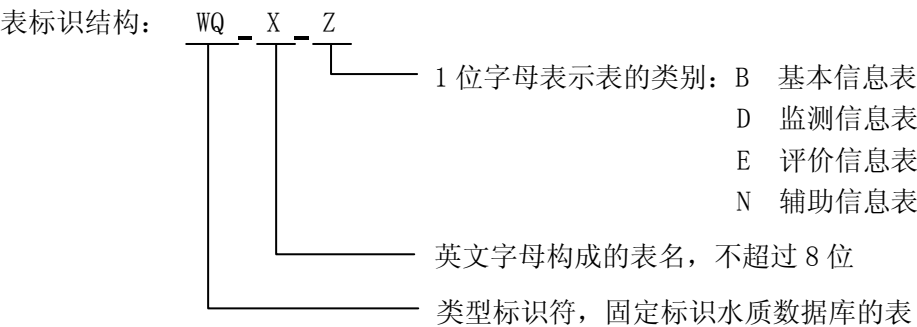 表标识结构： WQ - X - Z
1 位字母表示表的类别：B 基本信息表
D 监测信息表
E 评价信息表
N 辅助信息表
英文字母构成的表名，不超过 8 位
类型标识符，固定标识水质数据库的表